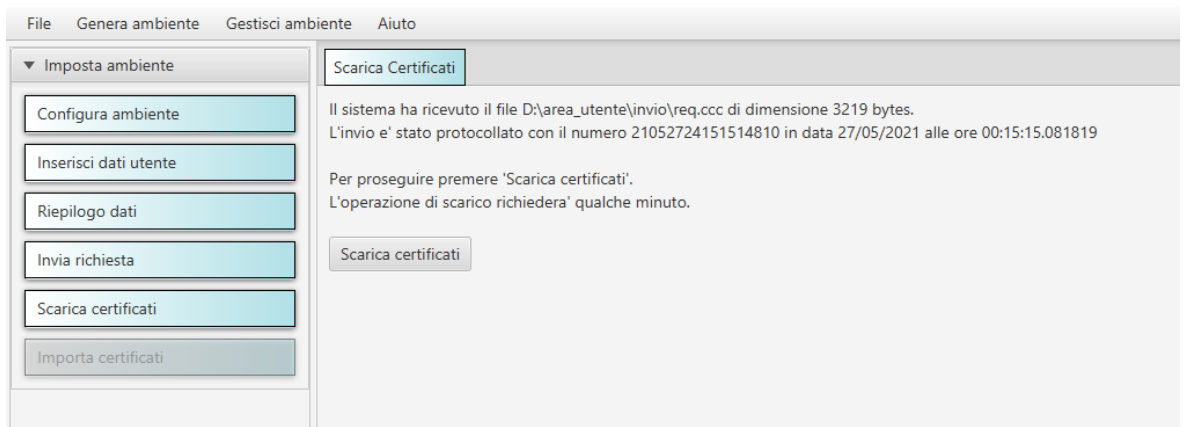 File Genera ambiente Gestisci ambiente Aiuto
Imposta ambiente
Configura ambiente
Inserisci dati utente
Riepilogo dati
Invia richiesta
Scarica certificati
Importa certificati
Scarica Certificati
Il sistema ha ricevuto il file D:\area_utente\invio\req.ccc di dimensione 3219 bytes.
L'invio e' stato protocollato con il numero 21052724151514810 in data 27/05/2021 alle ore 00:15:15.081819
Per proseguire premere 'Scarica certificati'.
L'operazione di scarico richiedera' qualche minuto.
Scarica certificati